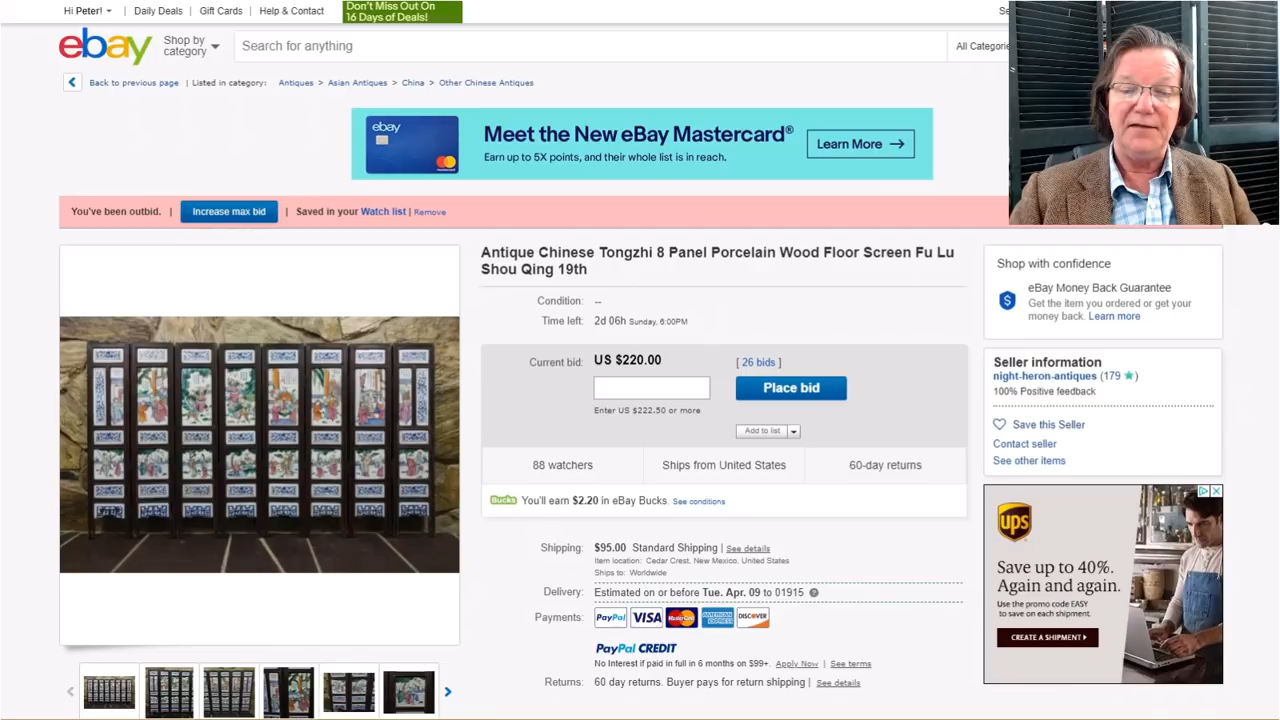 Hi Peter!
Daily Deals
Gift Cards
Help & Contact
Don't Miss Out On
16 Days of Deals!
ebay
Shop by
category
Search for anything
All Categories
Back to previous page | Listed in category: Antiques > Asian Antiques > China > Other Chinese Antiques
ebay
Meet the New eBay Mastercard®
Earn up to 5X points, and their whole list is in reach.
Learn More
You've been outbid. | Increase max bid | Saved in your Watch list | Remove
Antique Chinese Tongzhi 8 Panel Porcelain Wood Floor Screen Fu Lu
Shou Qing 19th
Condition: --
Time left: 2d 06h Sunday, 6:00PM
Current bid: US $220.00 [ 26 bids ]
Place bid
Enter US $222.50 or more
Add to list
88 watchers
Ships from United States
60-day returns
Bucks You'll earn $2.20 in eBay Bucks. See conditions
Shipping: $95.00 Standard Shipping | See details
Item location: Cedar Crest, New Mexico, United States
Ships to: Worldwide
Delivery: Estimated on or before Tue. Apr. 09 to 01915
Payments: PayPal VISA MasterCard AMERICAN EXPRESS DISCOVER
PayPal CREDIT
No Interest if paid in full in 6 months on $99+. Apply Now | See terms
Returns: 60 day returns. Buyer pays for return shipping | See details
Shop with confidence
eBay Money Back Guarantee
Get the item you ordered or get your
money back. Learn more
Seller information
night-heron-antiques (179)
100% Positive feedback
Save this Seller
Contact seller
See other items
ups
Save up to 40%.
Again and again.
Use the promo code EASY
to save on each shipment.
CREATE A SHIPMENT